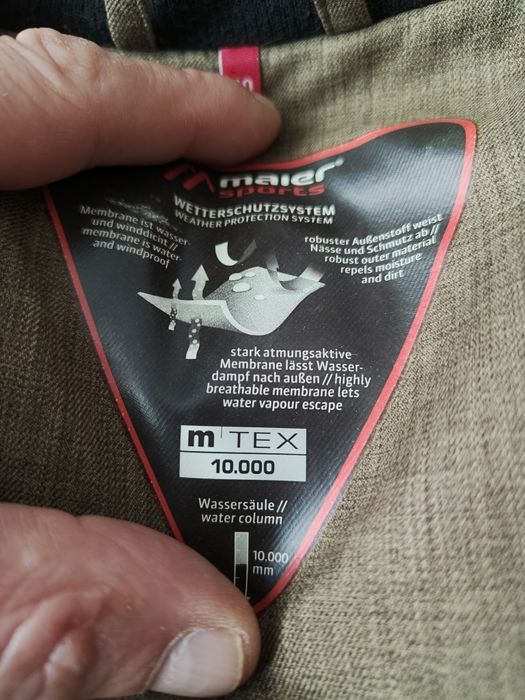 maier
sports
WETTERSCHUTZSYSTEM
WEATHER PROTECTION SYSTEM
Membrane ist wasser-
und winddicht //
membrane is water-
and windproof
robuster Außenstoff weist
Nässe und Schmutz ab //
robust outer material
repels moisture
and dirt
stark atmungsaktive
Membrane lässt Wasser-
dampf nach außen // highly
breathable membrane lets
water vapour escape
m TEX
10.000
Wassersäule //
water column
10.000
mm